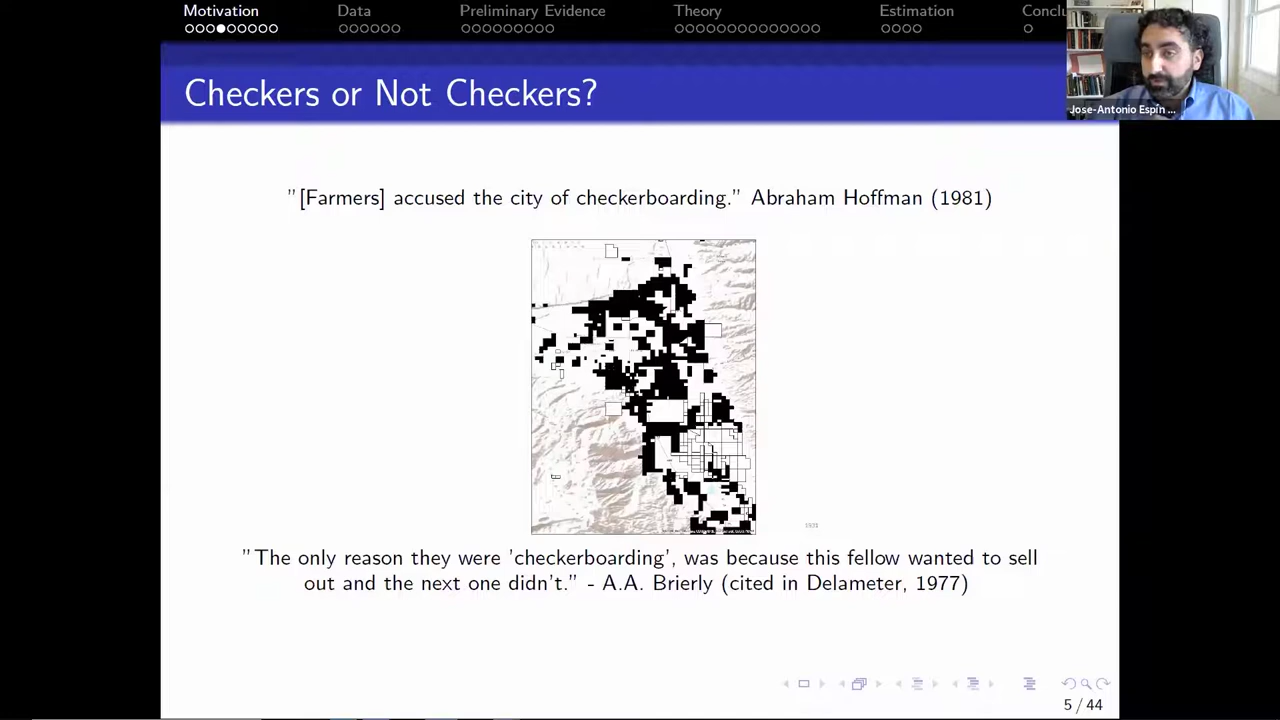 Motivation Data Preliminary Evidence Theory Estimation Conclu
Checkers or Not Checkers?
Jose-Antonio Espín ...
"[Farmers] accused the city of checkerboarding." Abraham Hoffman (1981)
"The only reason they were 'checkerboarding', was because this fellow wanted to sell
out and the next one didn't." - A.A. Brierly (cited in Delameter, 1977)
5 / 44